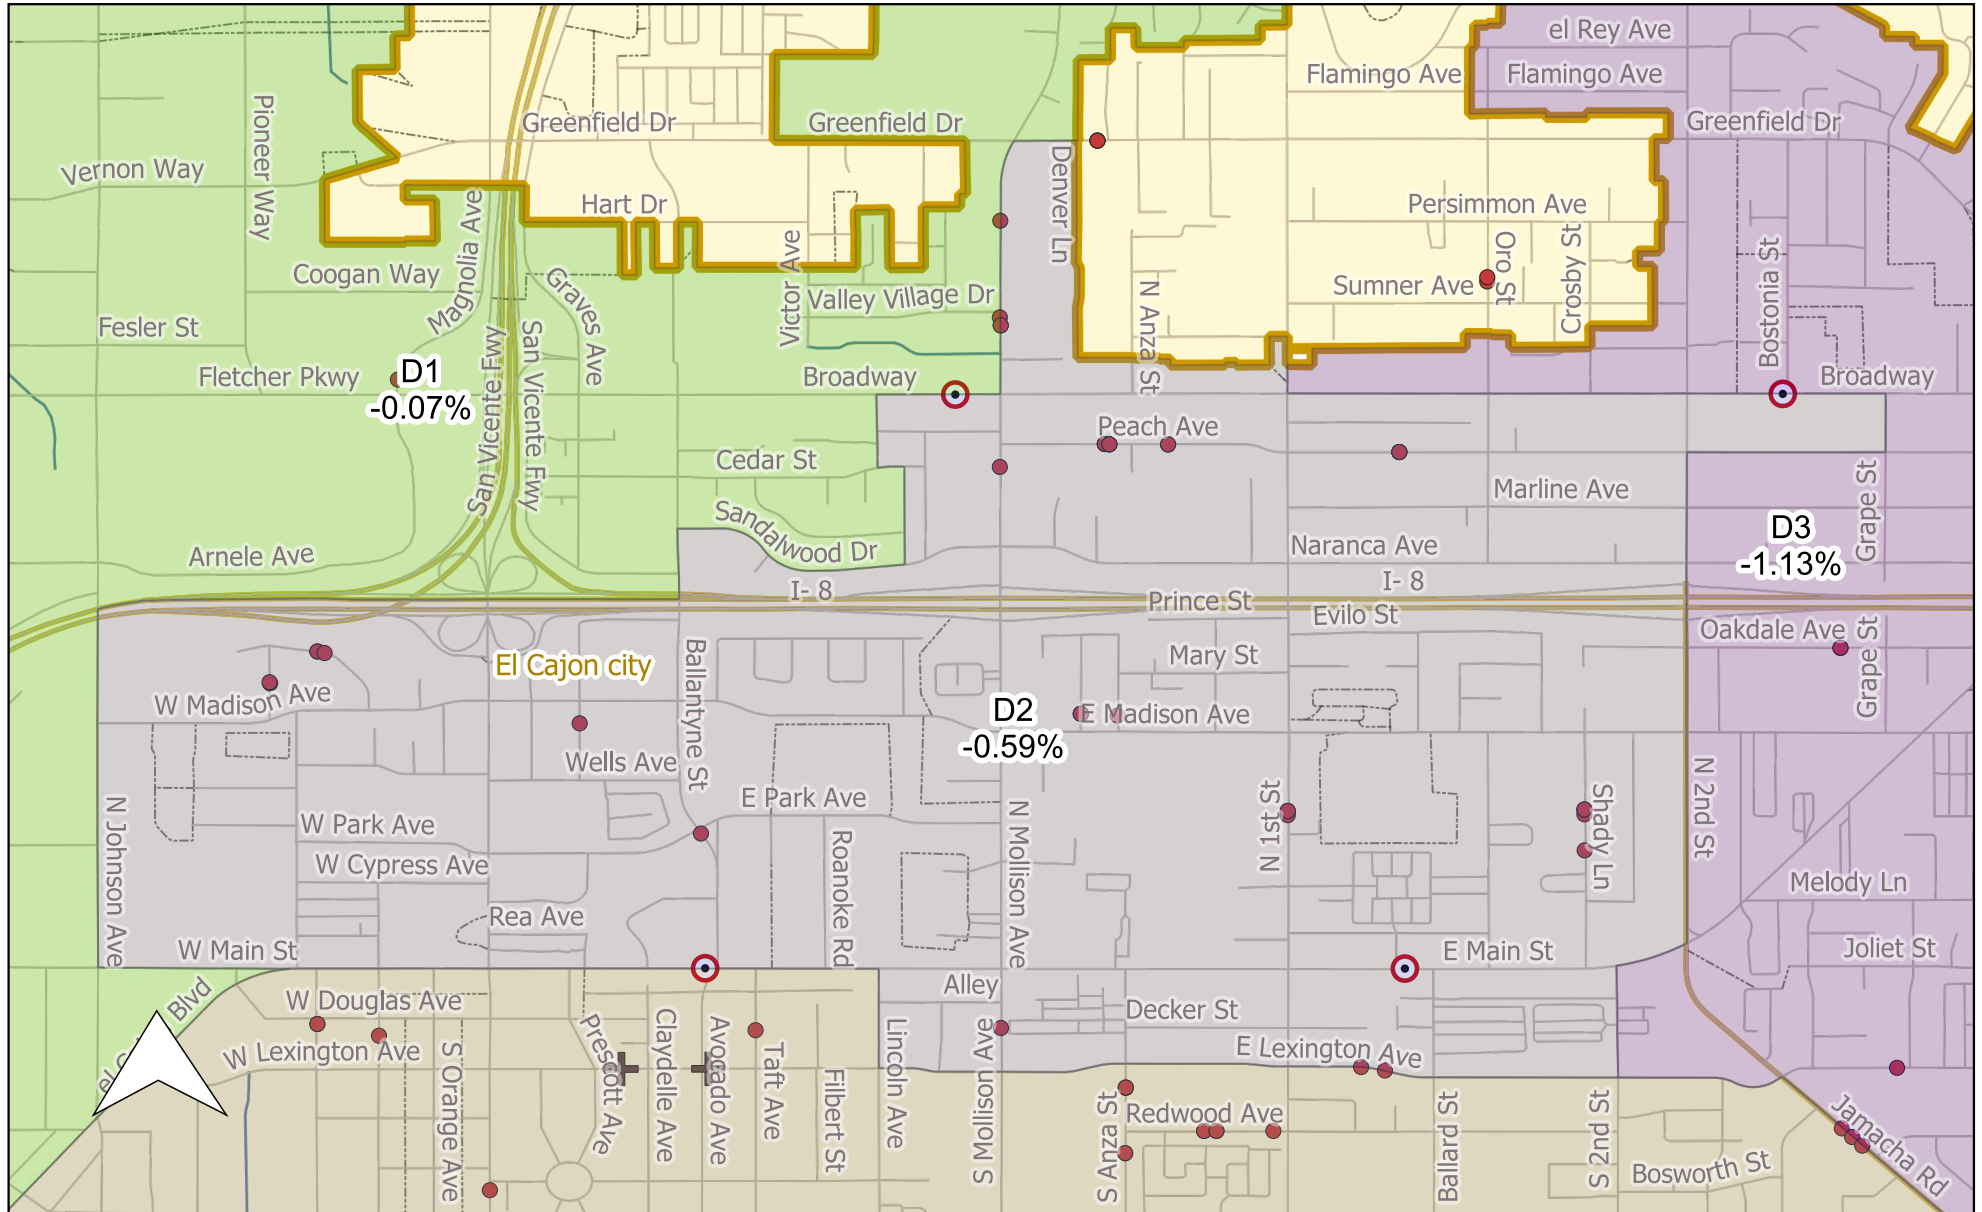 el Rey Ave
Flamingo Ave
Flamingo Ave
Greenfield Dr
Greenfield Dr
Greenfield Dr
Pioneer Way
Vernon Way
Denver Ln
Hart Dr
Persimmon Ave
Magnolia Ave
Victor Ave
Oro St
Crosby St
Bostonia St
Coogan Way
Graves Ave
Valley Village Dr
N Anza St
Sumner Ave
Fesler St
San Vicente Fwy
San Vicente Fwy
Fletcher Pkwy
D1
-0.07%
Broadway
Broadway
Peach Ave
Cedar St
Marline Ave
Grape St
Sandalwood Dr
D3
-1.13%
Arnele Ave
Naranca Ave
I- 8
I- 8
Prince St
Evilo St
Oakdale Ave
Grape St
El Cajon city
Ballantyne St
Mary St
W Madison Ave
D2
-0.59%
E Madison Ave
Wells Ave
N 2nd St
E Park Ave
N 1st St
Shady Ln
N Johnson Ave
W Park Ave
Roanoke Rd
N Mollison Ave
W Cypress Ave
Melody Ln
Rea Ave
W Main St
E Main St
Joliet St
Alley
Blvd
W Douglas Ave
Decker St
W Lexington Ave
E Lexington Ave
S Orange Ave
Prescott Ave
Claydelle Ave
Avocado Ave
Taft Ave
Filbert St
Lincoln Ave
S Mollison Ave
S Anza St
Redwood Ave
Ballard St
S 2nd St
Bosworth St
Jamacha Rd